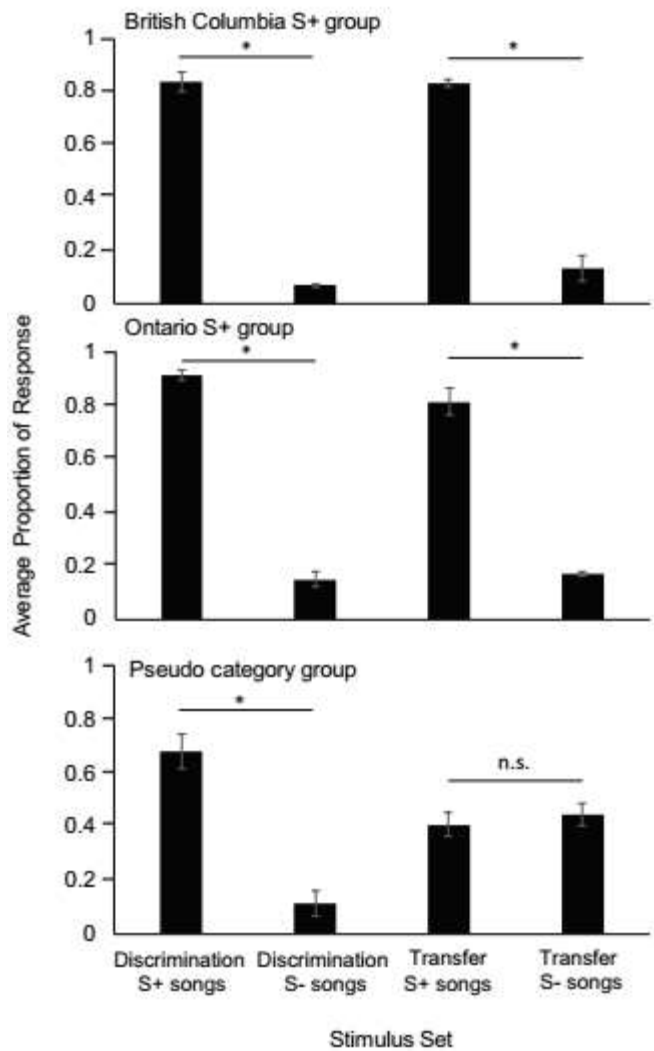 British Columbia S+ group
1
0.8
0.6
0.4
0.2
0
*
*
Ontario S+ group
1
0.8
0.6
0.4
0.2
0
*
*
Pseudo category group
1
0.8
0.6
0.4
0.2
0
*
n.s.
Average Proportion of Response
Discrimination Discrimination Transfer Transfer
S+ songs S- songs S+ songs S- songs
Stimulus Set